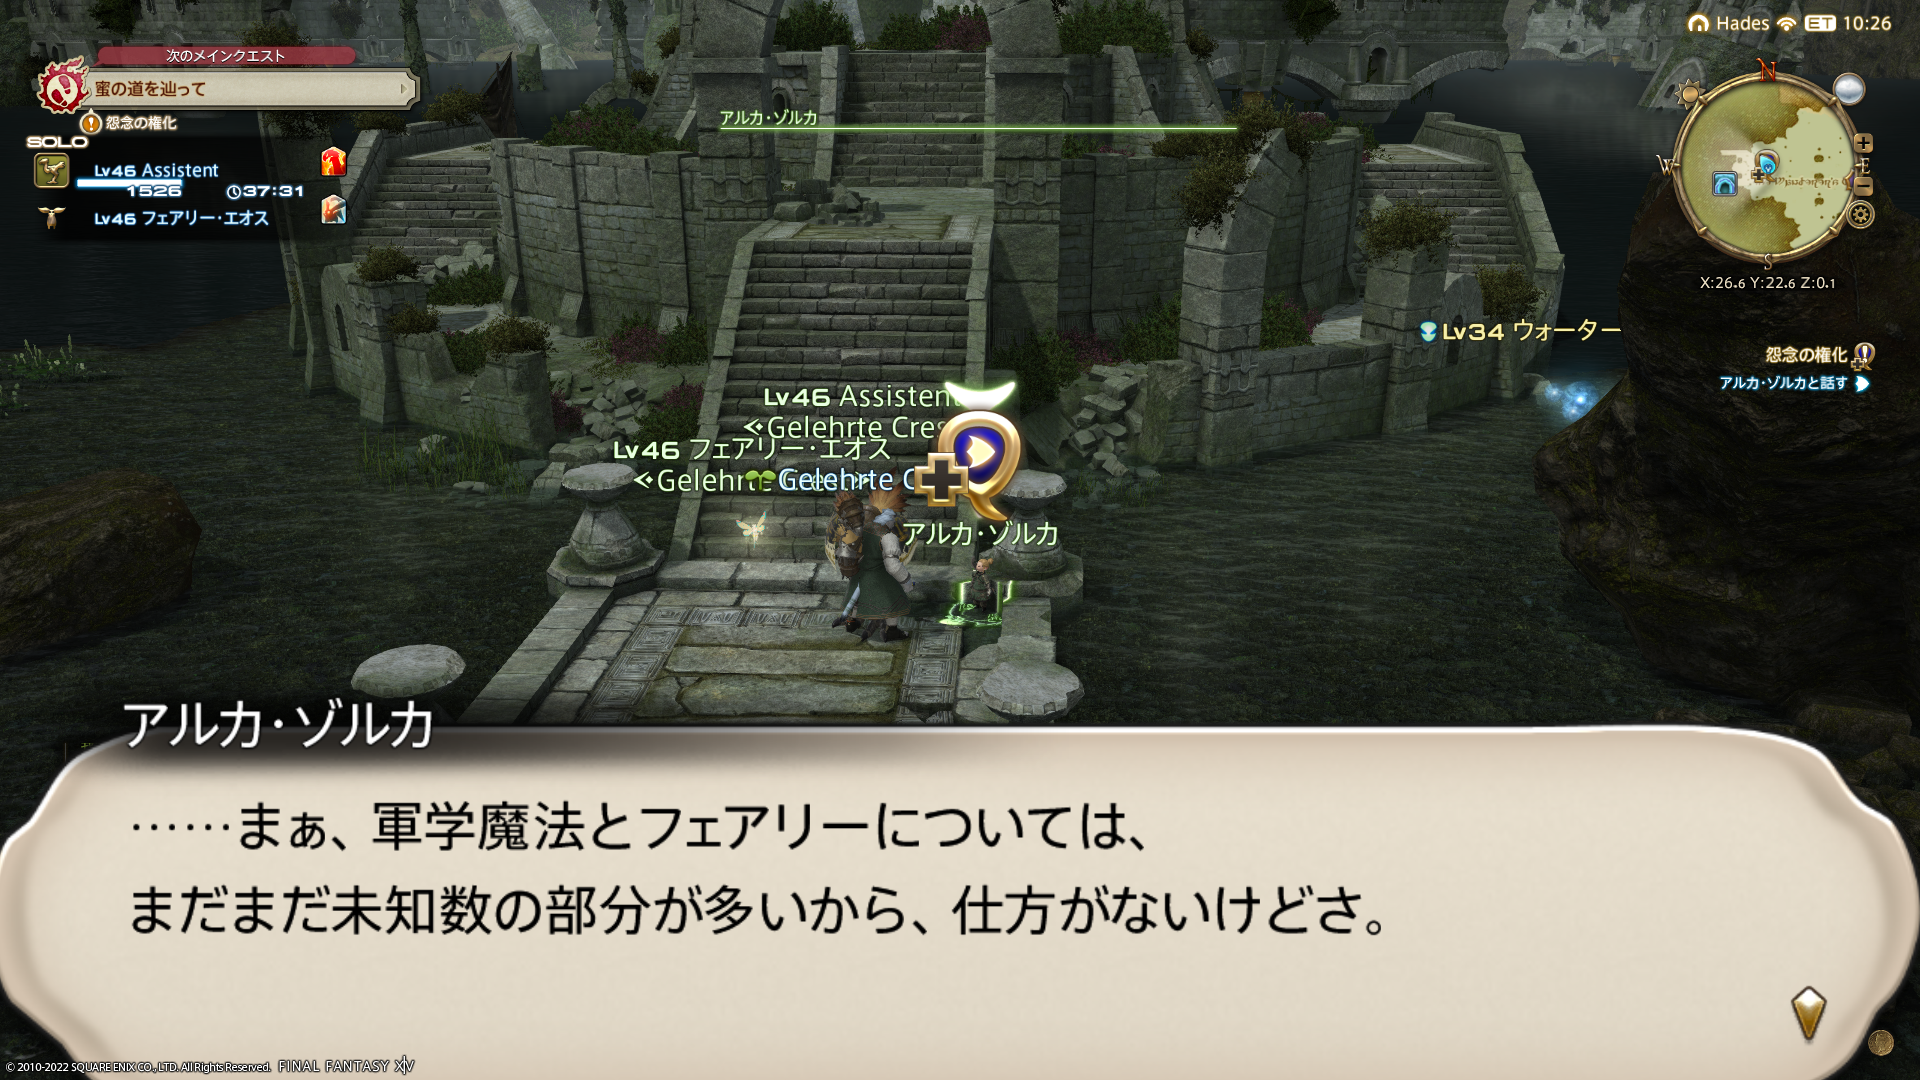 次のメインクエスト
蜜の道を辿って
怨念の権化
SOLO
Lv46 Assistent
1526
37:31
Lv46 フェアリー・エオス
アルカ・ゾルカ
Hades ET 10:26
N
W
E
S
X:26.6 Y:22.6 Z:0.1
Lv34 ウォーター
怨念の権化
アルカ・ゾルカと話す
Lv46 Assistent
Gelehrte Cres
Lv46 フェアリー・エオス
Gelehrte C
アルカ・ゾルカ
アルカ・ゾルカ
……まぁ、軍学魔法とフェアリーについては、
まだまだ未知数の部分が多いから、仕方がないけどさ。
© 2010-2022 SQUARE ENIX CO., LTD. All Rights Reserved. FINAL FANTASY XIV